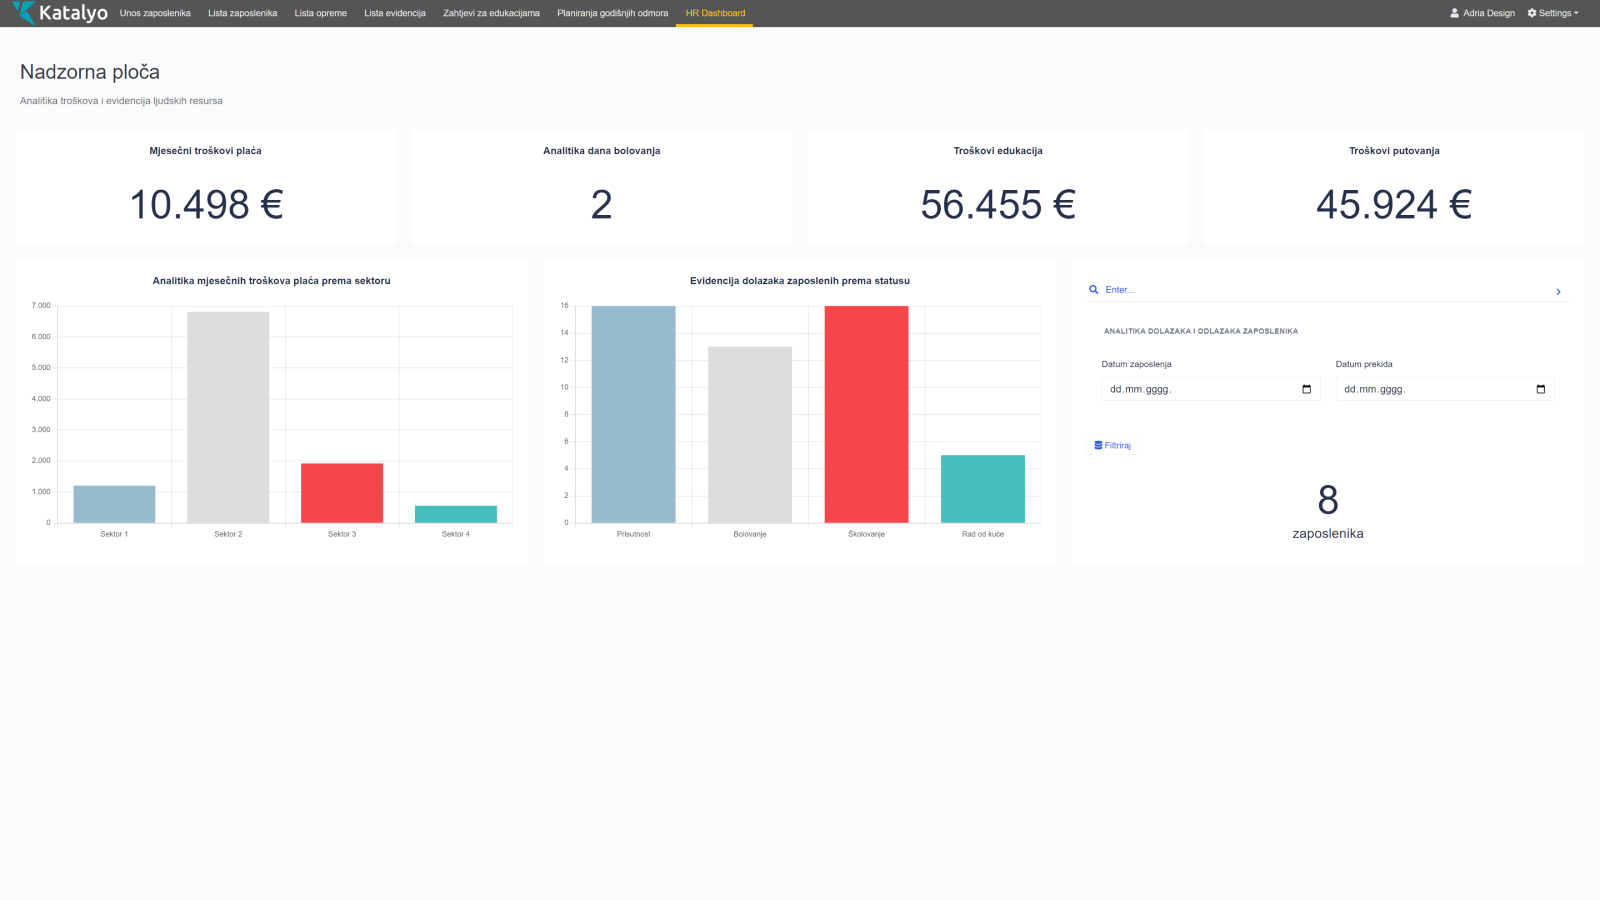 Katalyo Unos zaposlenika Lista zaposlenika Lista opreme Lista evidencija Zahtjevi za edukacijama Planiranja godišnjih odmora HR Dashboard Adria Design Settings
Nadzorna ploča
Analitika troškova i evidencija ljudskih resursa
Mjesečni troškovi plaća
10.498 €
Analitika dana bolovanja
2
Troškovi edukacija
56.455 €
Troškovi putovanja
45.924 €
Analitika mjesečnih troškova plaća prema sektoru
7.000
6.000
5.000
4.000
3.000
2.000
1.000
0
Sektor 1 Sektor 2 Sektor 3 Sektor 4
Evidencija dolazaka zaposlenih prema statusu
16
14
12
10
8
6
4
2
0
Prisutnost Bolovanje Školovanje Rad od kuće
Enter...
ANALITIKA DOLAZAKA I ODLAZAKA ZAPOSLENIKA
Datum zaposlenja Datum prekida
dd.mm.gggg. dd.mm.gggg.
Filtriraj
8
zaposlenika